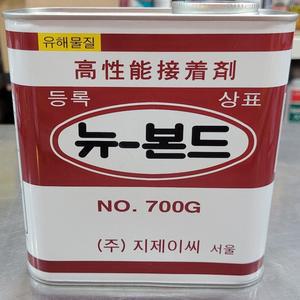 유해물질
高性能接着剤
등록 상표
뉴-본드
NO. 700G
(주) 지제이씨 서울